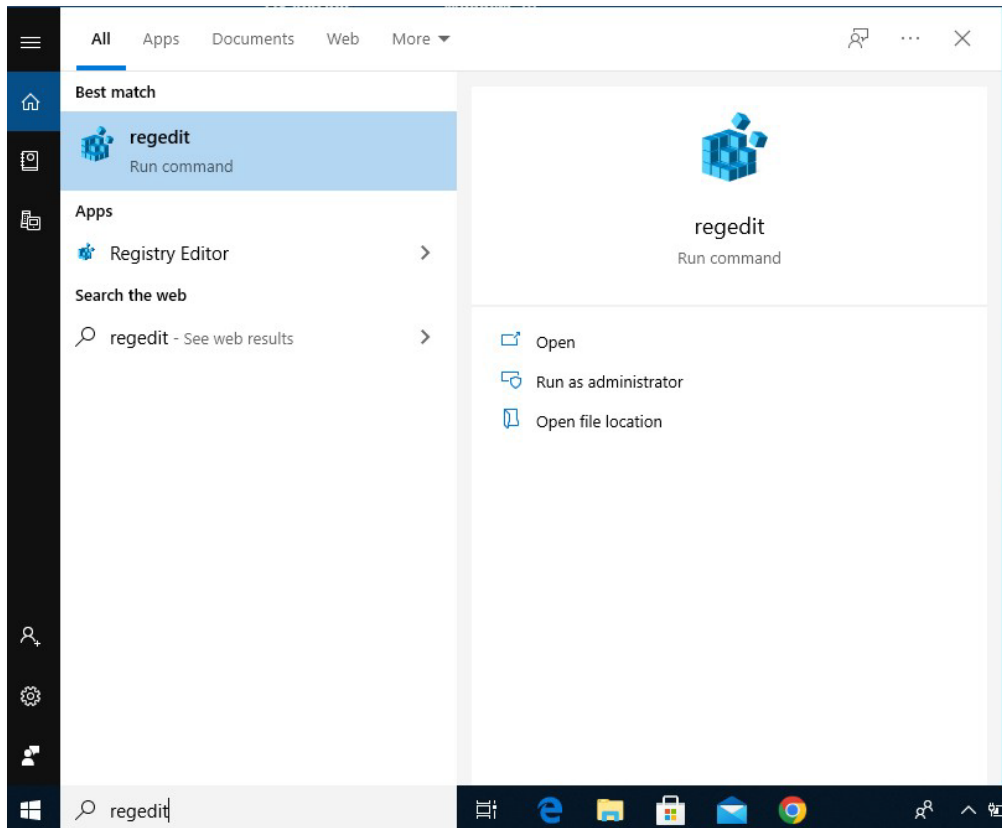 All Apps Documents Web More
Best match
regedit
Run command
Apps
Registry Editor
Search the web
regedit - See web results
regedit
Run command
Open
Run as administrator
Open file location
regedit